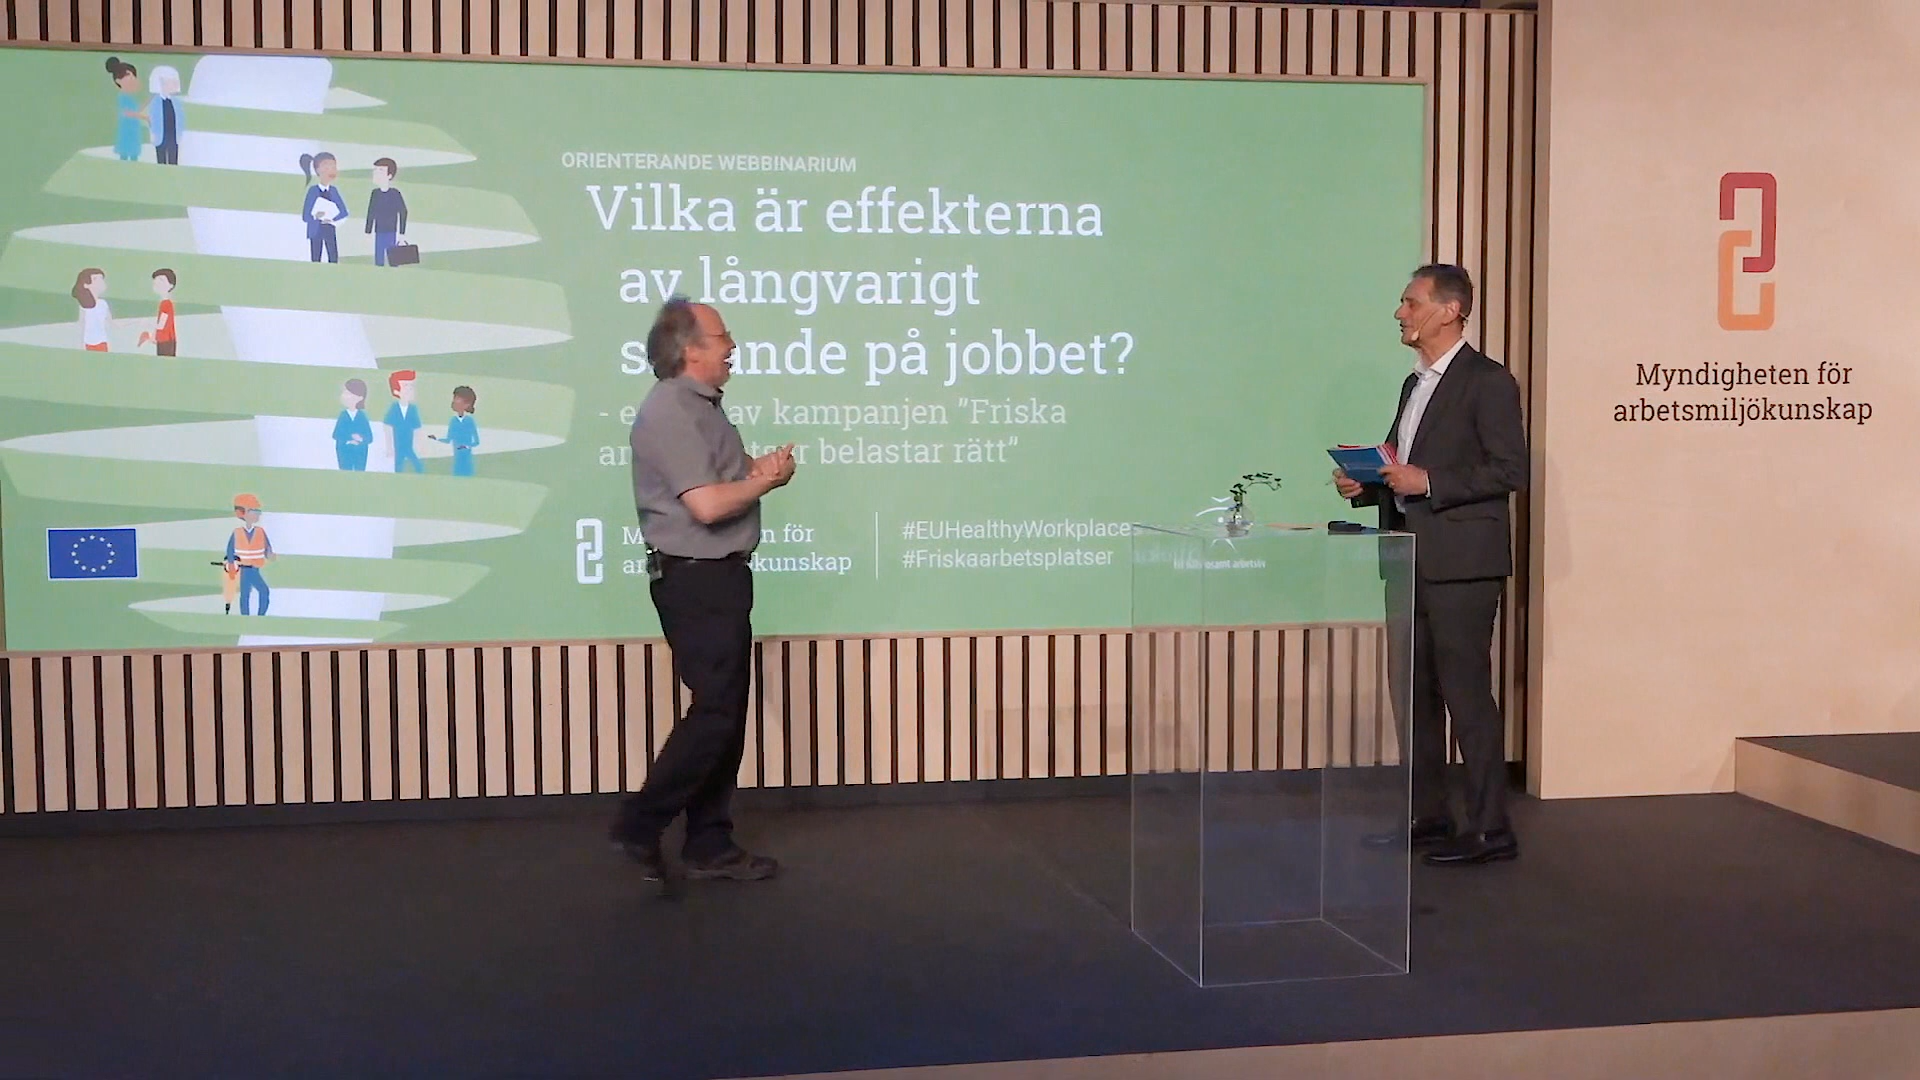 ORIENTERANDE WEBBINARIUM
Vilka är effekterna
av långvarigt
på jobbet?
av kampanjen "Friska
belastar rätt"
för
#EUHealthyWorkplaces
#Friskaarbetsplatser
Myndigheten för
arbetsmiljökunskap